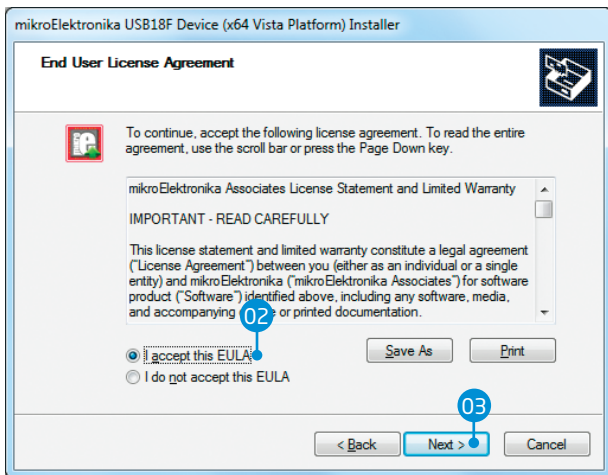 mikroElektronika USB18F Device (x64 Vista Platform) Installer
End User License Agreement
To continue, accept the following license agreement. To read the entire
agreement, use the scroll bar or press the Page Down key.
mikroElektronika Associates License Statement and Limited Warranty
IMPORTANT - READ CAREFULLY
This license statement and limited warranty constitute a legal agreement
("License Agreement") between you (either as an individual or a single
entity) and mikroElektronika ("mikroElektronika Associates") for software
product ("Software") identified above, including any software, media,
and accompanying or printed documentation.
02
I accept this EULA
Save As
Print
I do not accept this EULA
03
< Back
Next >
Cancel